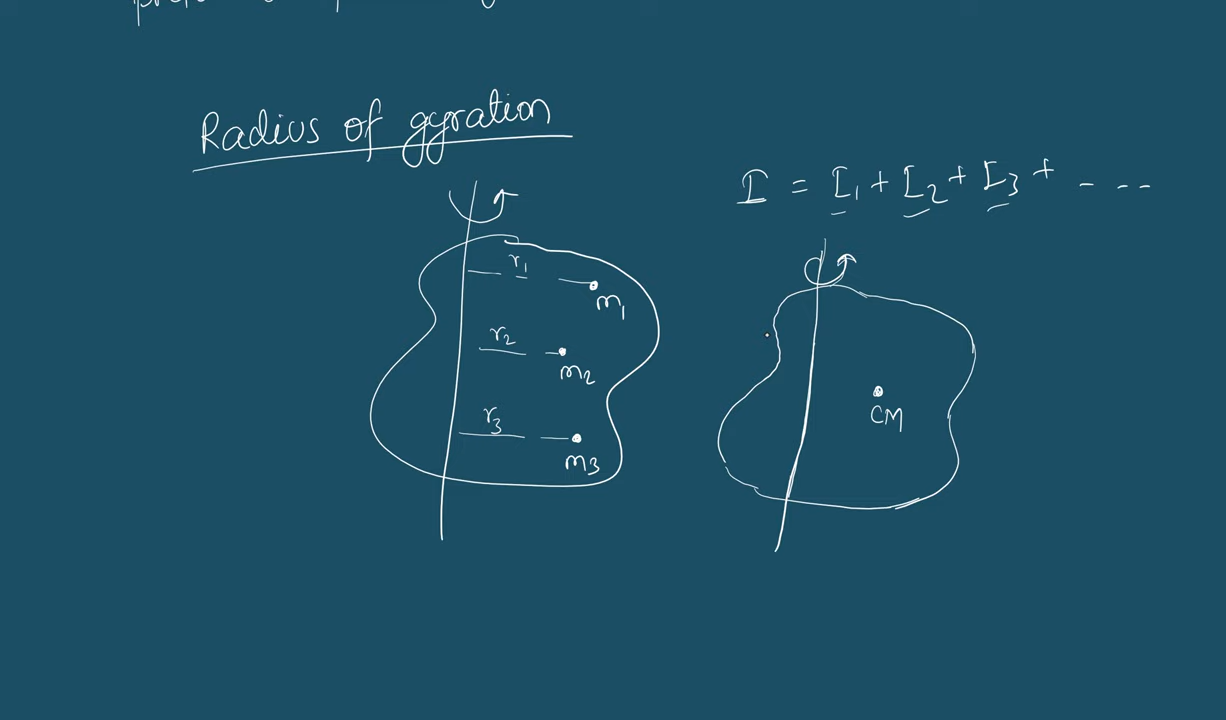 Radius of gyration
I = I1 + I2 + I3 + - - -
r1
m1
r2
m2
r3
m3
CM